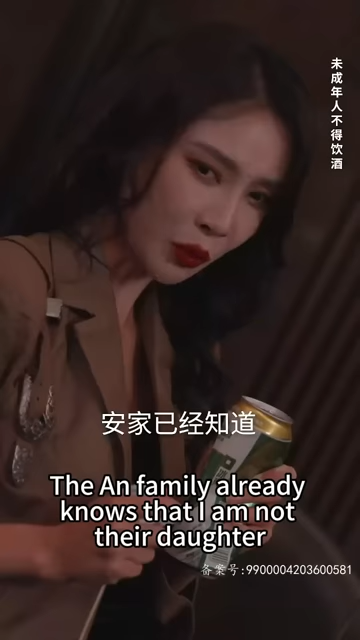 未成年人不得饮酒
安家已经知道
The An family already
knows that I am not
their daughter
备案号:9900004203600581